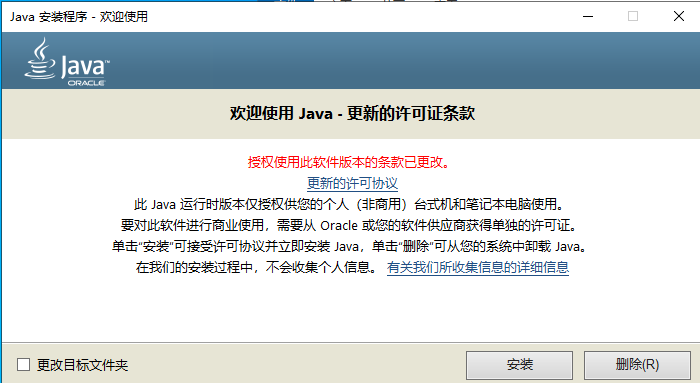 Java 安装程序 - 欢迎使用
Java™
ORACLE
欢迎使用 Java - 更新的许可证条款
授权使用此软件版本的条款已更改。
更新的许可协议
此 Java 运行时版本仅授权供您的个人（非商用）台式机和笔记本电脑使用。
要对此软件进行商业使用，需要从 Oracle 或您的软件供应商获得单独的许可证。
单击“安装”可接受许可协议并立即安装 Java，单击“删除”可从您的系统中卸载 Java。
在我们的安装过程中，不会收集个人信息。 有关我们所收集信息的详细信息
更改目标文件夹
安装
删除(R)